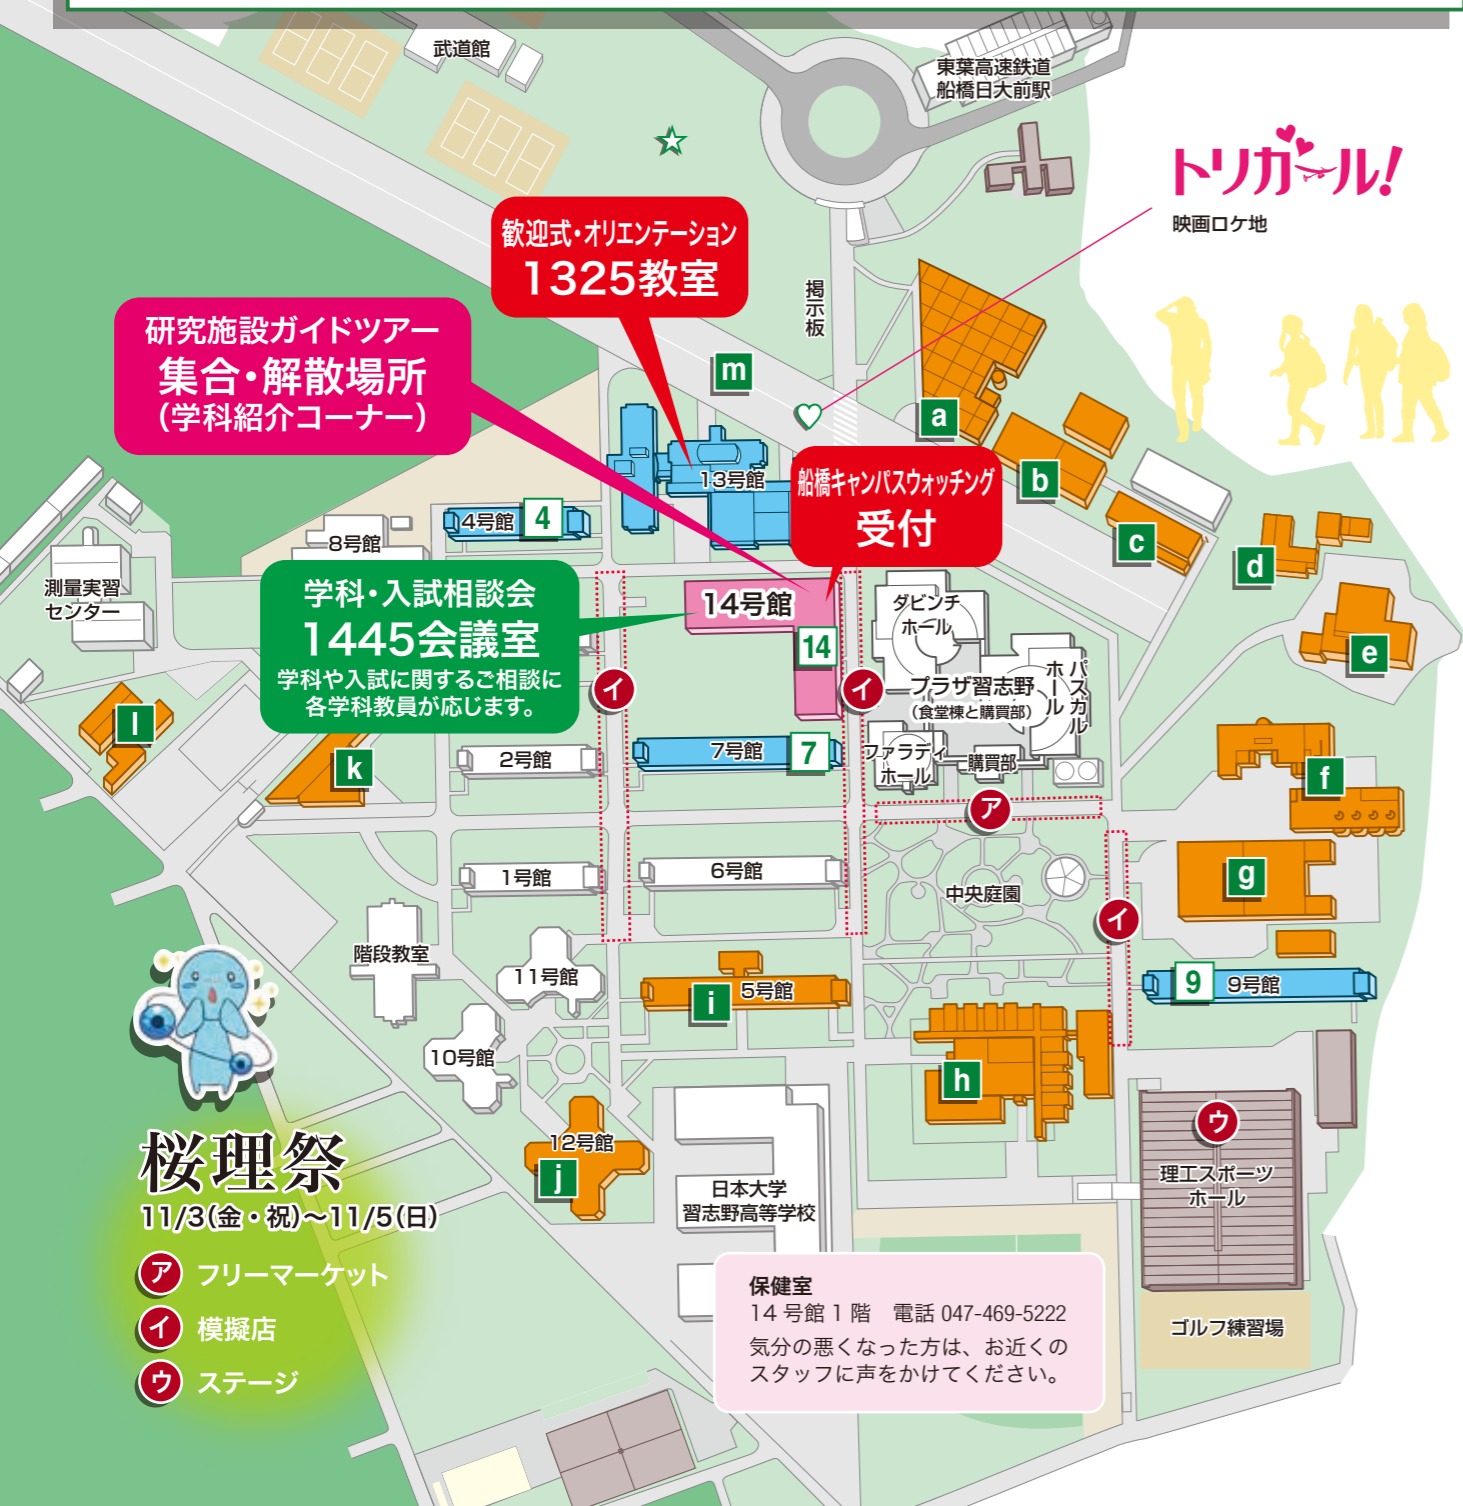 武道館
東葉高速鉄道
船橋日大前駅
トリガール!
映画ロケ地
歓迎式・オリエンテーション
1325教室
掲示板
研究施設ガイドツアー
集合・解散場所
（学科紹介コーナー）
m
a
b
c
d
e
船橋キャンパスウォッチング
受付
13号館
4号館
4
8号館
測量実習
センター
学科・入試相談会
1445会議室
学科や入試に関するご相談に
各学科教員が応じます。
14号館
14
イ
イ
ダビンチ
ホール
プラザ習志野
（食堂棟と購買部）
パスカル
ホール
ファラデイ
ホール
購買部
l
k
2号館
7号館
7
ア
f
g
1号館
6号館
中央庭園
イ
階段教室
11号館
i
5号館
9
9号館
10号館
h
12号館
j
日本大学
習志野高等学校
ウ
理工スポーツ
ホール
ゴルフ練習場
桜理祭
11/3(金・祝)〜11/5(日)
ア フリーマーケット
イ 模擬店
ウ ステージ
保健室
14 号館 1 階　電話 047-469-5222
気分の悪くなった方は、お近くの
スタッフに声をかけてください。